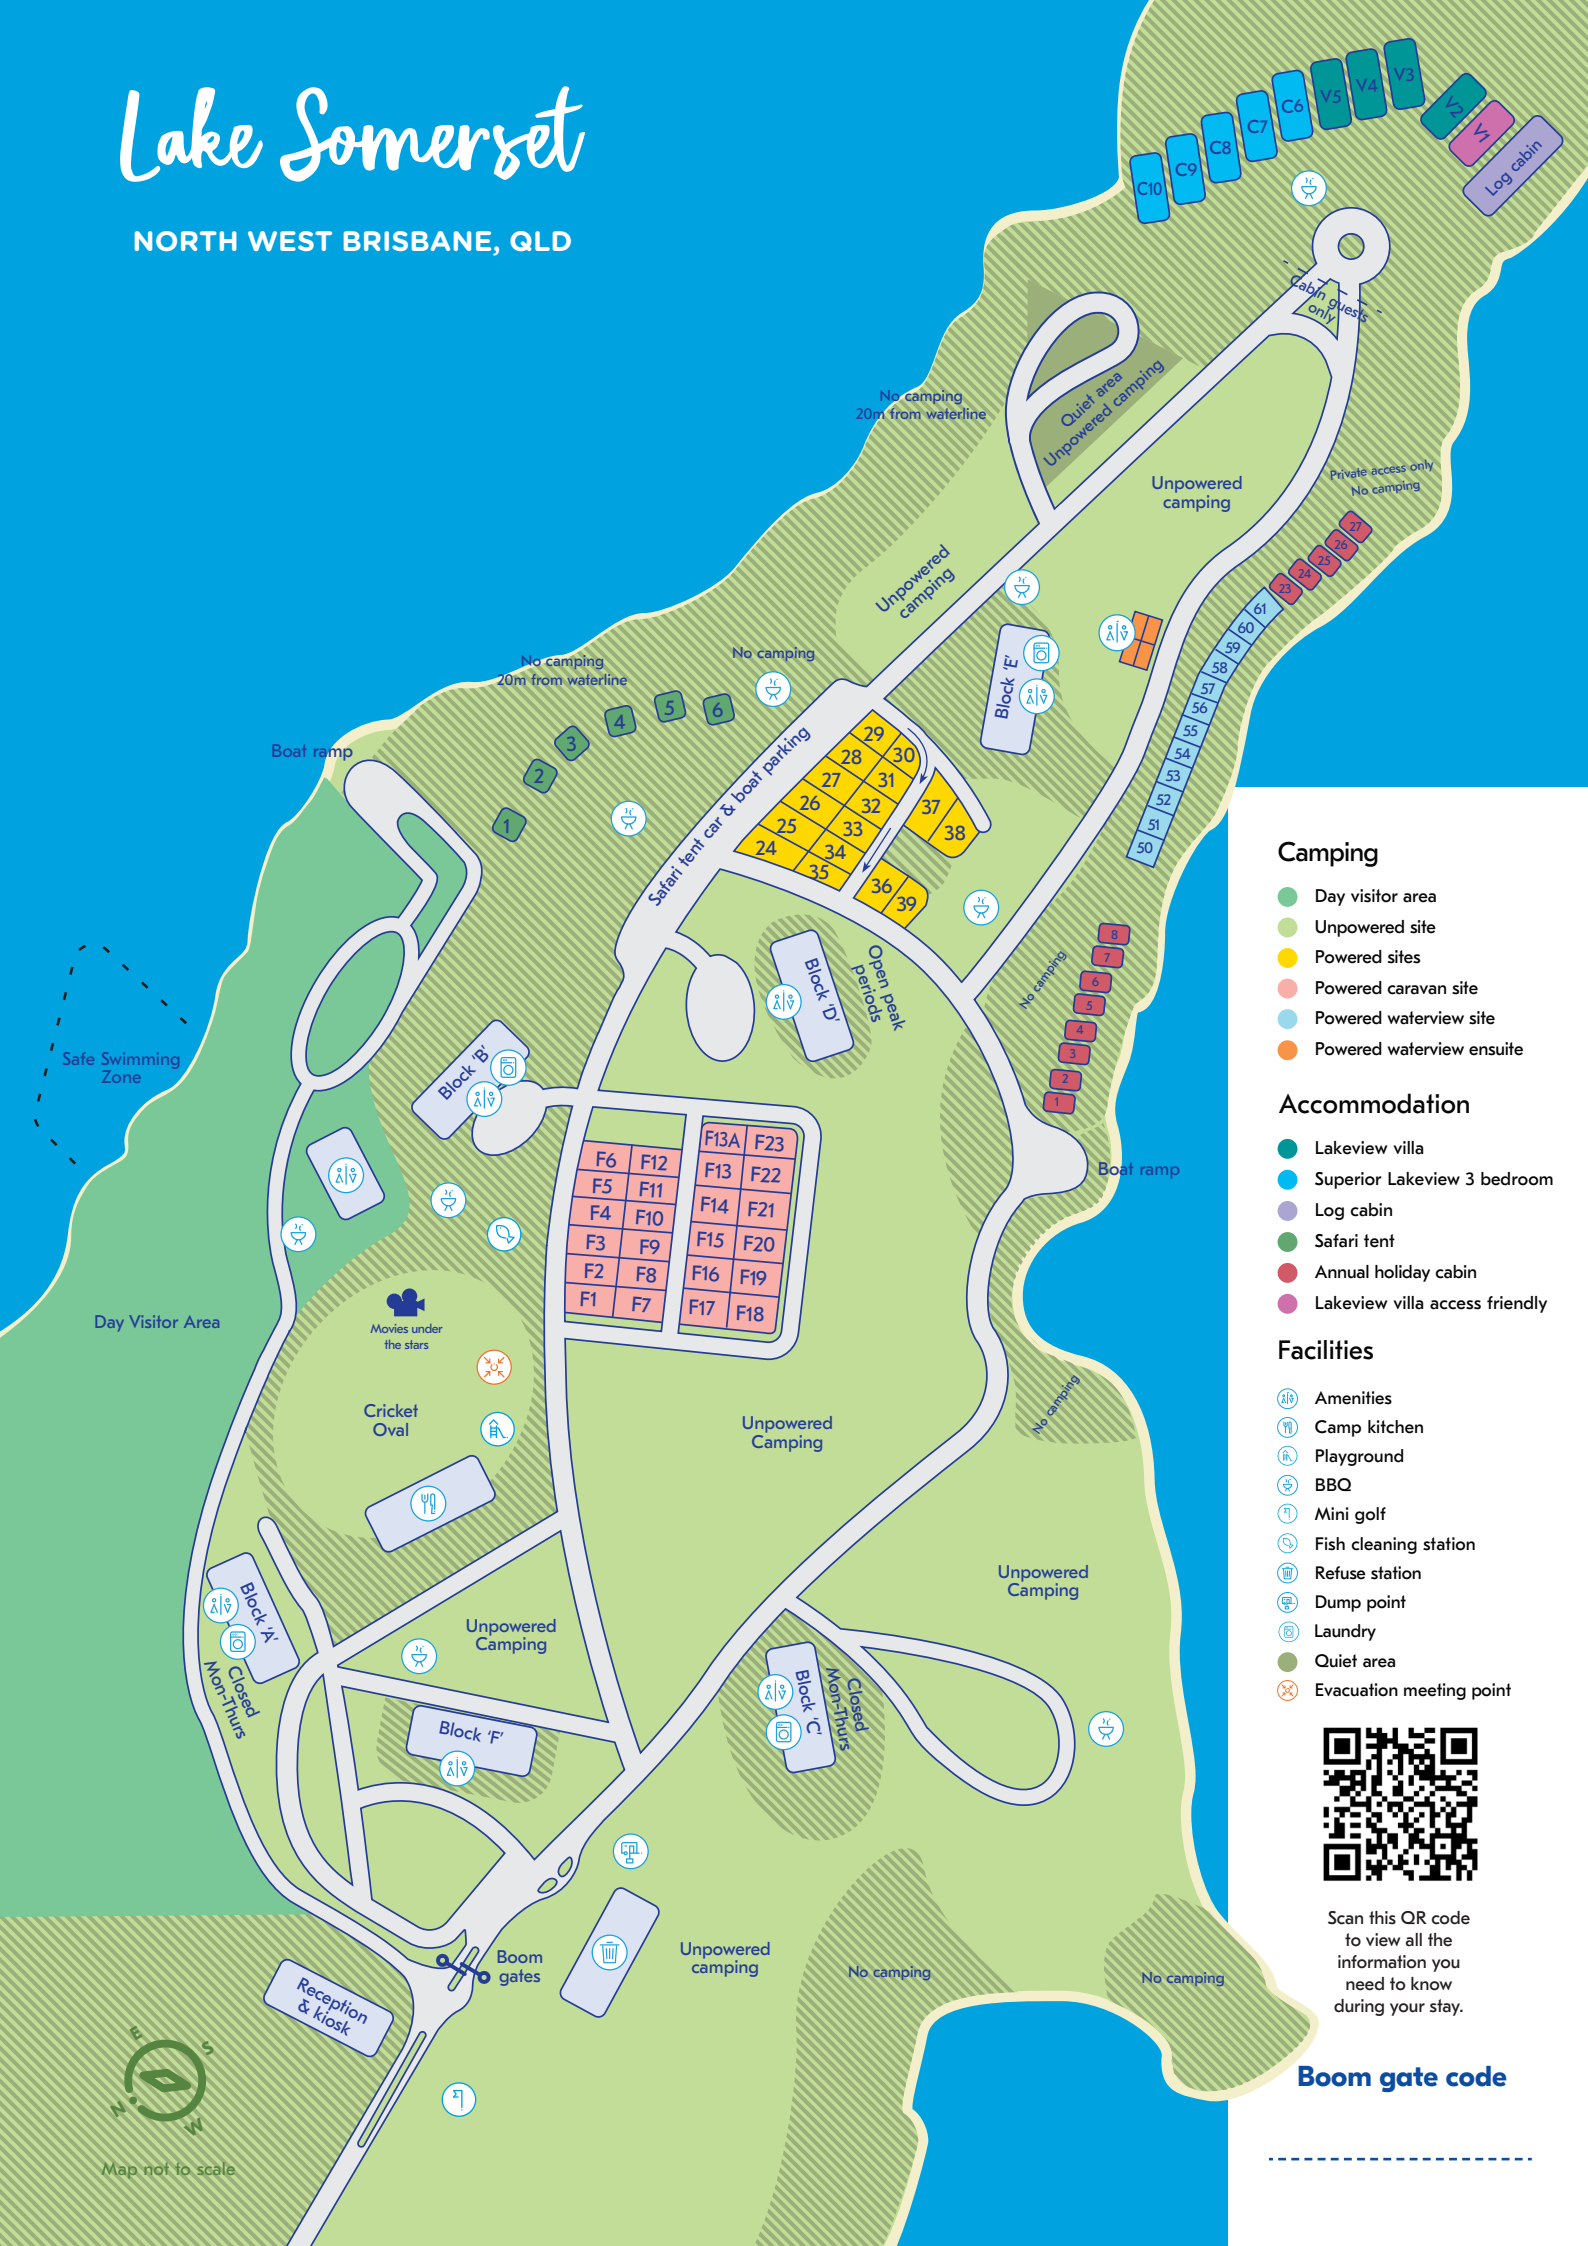 Lake Somerset
NORTH WEST BRISBANE, QLD
C10
C9
C8
C7
C6
V5
V4
V3
V2
V1
Log cabin
Cabin guests
only
No camping
20m from waterline
Quiet area
Unpowered camping
Unpowered
camping
Private access only
No camping
27
26
25
24
23
Unpowered
camping
61
60
59
58
57
56
55
54
53
52
51
50
Block 'E'
No camping
20m from waterline
No camping
1
2
3
4
5
6
Boat ramp
Safari tent car & boat parking
29
28
30
27
31
26
32
25
33
24
34
35
37
38
36
39
Block 'D'
Open peak
periods
No camping
8
7
6
5
4
3
2
1
Boat ramp
Safe Swimming
Zone
Block 'B'
F6
F12
F5
F11
F4
F10
F3
F9
F2
F8
F1
F7
F13A
F23
F13
F22
F14
F21
F15
F20
F16
F19
F17
F18
Day Visitor Area
Movies under
the stars
Cricket
Oval
Unpowered
Camping
No camping
Block 'A'
Closed
Mon-Thurs
Unpowered
Camping
Unpowered
Camping
Block 'F'
Block 'C'
Closed
Mon-Thurs
Boom
gates
Unpowered
camping
No camping
No camping
Reception
& kiosk
E
S
N
W
Map not to scale
Camping
Day visitor area
Unpowered site
Powered sites
Powered caravan site
Powered waterview site
Powered waterview ensuite
Accommodation
Lakeview villa
Superior Lakeview 3 bedroom
Log cabin
Safari tent
Annual holiday cabin
Lakeview villa access friendly
Facilities
Amenities
Camp kitchen
Playground
BBQ
Mini golf
Fish cleaning station
Refuse station
Dump point
Laundry
Quiet area
Evacuation meeting point
Scan this QR code
to view all the
information you
need to know
during your stay.
Boom gate code